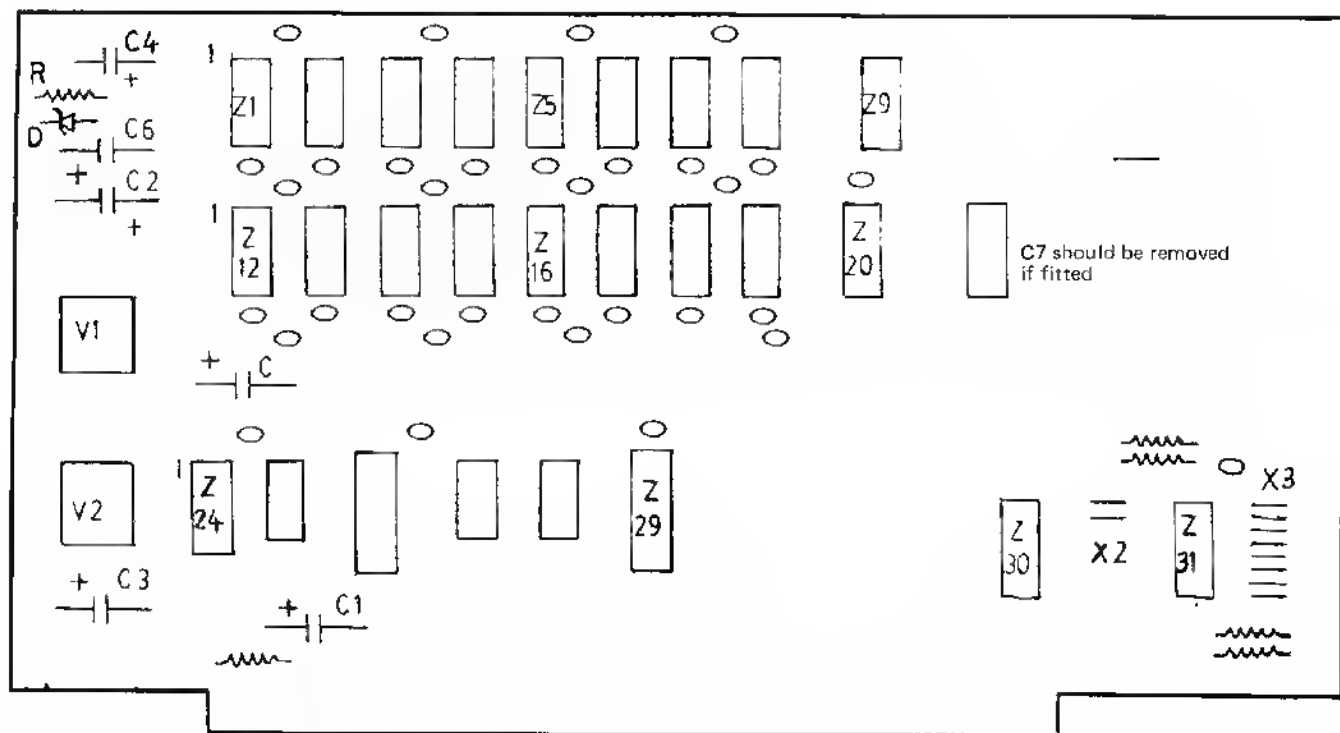 C4
+
R
D
C6
+
C2
+
1
Z1
Z5
Z9
1
Z
12
Z
16
Z
20
C7 should be removed
if fitted
V1
+ C
V2
1
Z
24
Z
29
X3
Z
30
X2
Z
31
+ C3
+ C1